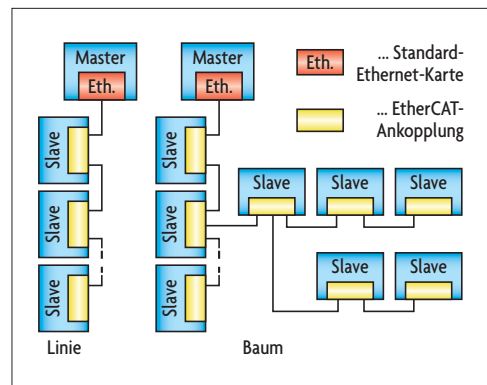 Master
Eth.
Slave
Slave
Slave
Linie
Master
Eth.
Slave
Slave
Slave
Slave
Slave
Slave
Slave
Slave
Baum
Eth.
... Standard-
Ethernet-Karte
... EtherCAT-
Ankopplung